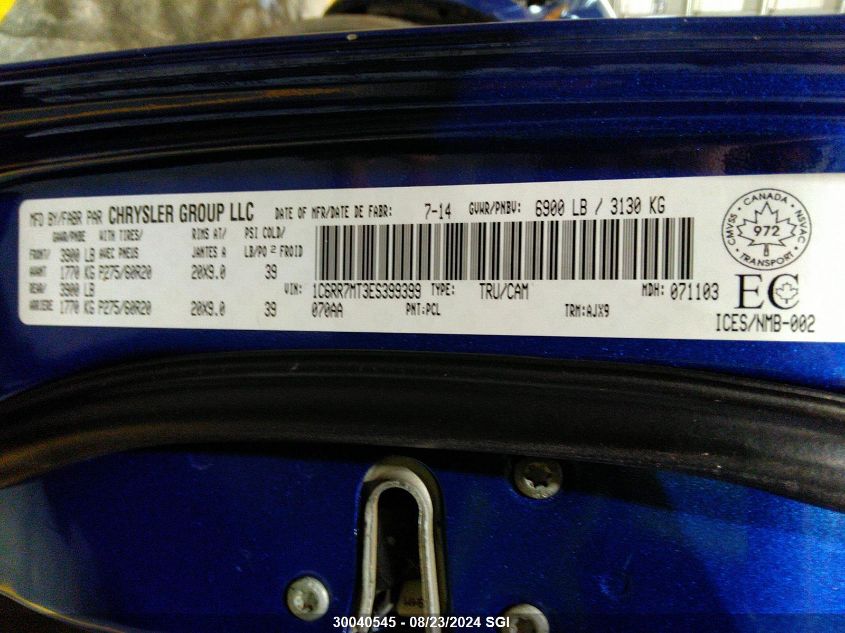 MFD BY/FABR PAR CHRYSLER GROUP LLC DATE OF MFR/DATE DE FABR: 7-14 GVWR/PNBV: 6900 LB / 3130 KG
GAWR/PNBE WITH TIRES/ RIMS AT/ PSI COLD/
FRONT/ 3900 LB AVEC PNEUS JANTES A LB/PO 2 FROID
AVANT 1770 KG P275/60R20 20X9.0 39
REAR/ 3900 LB
ARRIERE 1770 KG P275/60R20 20X9.0 39
VIN: 1C6RR7MT3ES399399 TYPE: TRU/CAM MDH: 071103
070AA PNT:PCL TRM:AJX9
CANADA
CMVSS 972 NSVAC
TRANSPORT
EC
ICES/NMB-002
30040545 - 08/23/2024 SGI